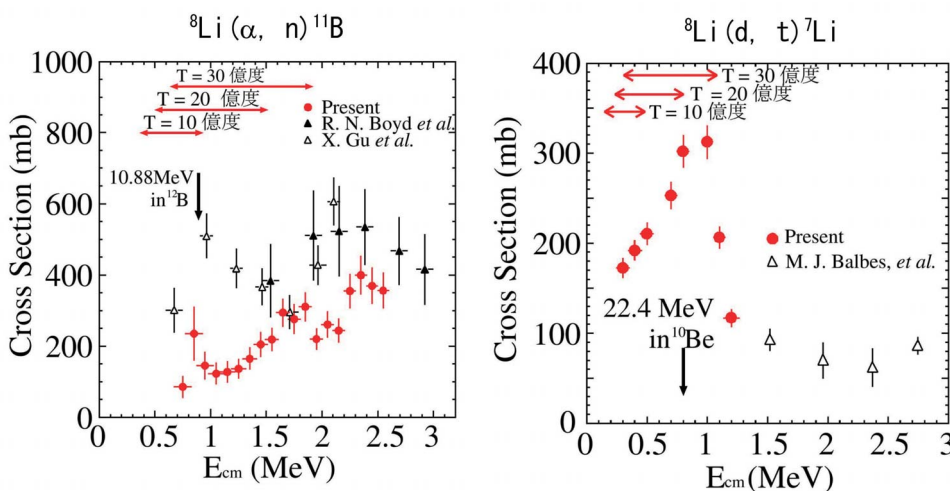 ⁸Li(α, n)¹¹B
1000
800
600
400
200
0
Cross Section (mb)
T = 30 億度
T = 20 億度
T = 10 億度
Present
R. N. Boyd et al.
X. Gu et al.
10.88MeV
in¹²B
0 0.5 1 1.5 2 2.5 3
Ecm (MeV)
⁸Li(d, t)⁷Li
400
300
200
100
0
Cross Section (mb)
T = 30 億度
T = 20 億度
T = 10 億度
Present
M. J. Balbes, et al.
22.4 MeV
in¹⁰Be
0 0.5 1 1.5 2 2.5 3
Ecm (MeV)